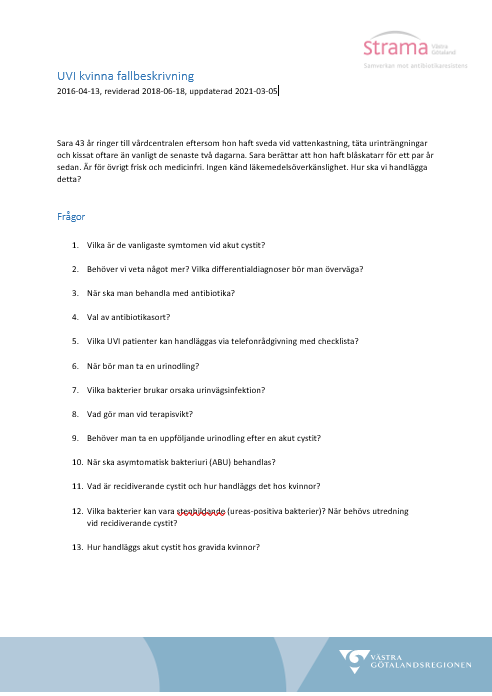 Strama VÄSTRA GÖTALAND
Samverkan mot antibiotikaresistens
UVI kvinna fallbeskrivning
2016-04-13, reviderad 2018-06-18, uppdaterad 2021-03-05
Sara 43 år ringer till vårdcentralen eftersom hon haft sveda vid vattenkastning, täta urinträngningar
och kissat oftare än vanligt de senaste två dagarna. Sara berättar att hon haft blåskatarr för ett par år
sedan. Är för övrigt frisk och medicinfri. Ingen känd läkemedelsöverkänslighet. Hur ska vi handlägga
detta?
Frågor
1. Vilka är de vanligaste symtomen vid akut cystit?
2. Behöver vi veta något mer? Vilka differentialdiagnoser bör man överväga?
3. När ska man behandla med antibiotika?
4. Val av antibiotikasort?
5. Vilka UVI patienter kan handläggas via telefonrådgivning med checklista?
6. När bör man ta en urinodling?
7. Vilka bakterier brukar orsaka urinvägsinfektion?
8. Vad gör man vid terapisvikt?
9. Behöver man ta en uppföljande urinodling efter en akut cystit?
10. När ska asymtomatisk bakteriuri (ABU) behandlas?
11. Vad är recidiverande cystit och hur handläggs det hos kvinnor?
12. Vilka bakterier kan vara stenbildande (ureas-positiva bakterier)? När behövs utredning
vid recidiverande cystit?
13. Hur handläggs akut cystit hos gravida kvinnor?
VÄSTRA
GÖTALANDSREGIONEN